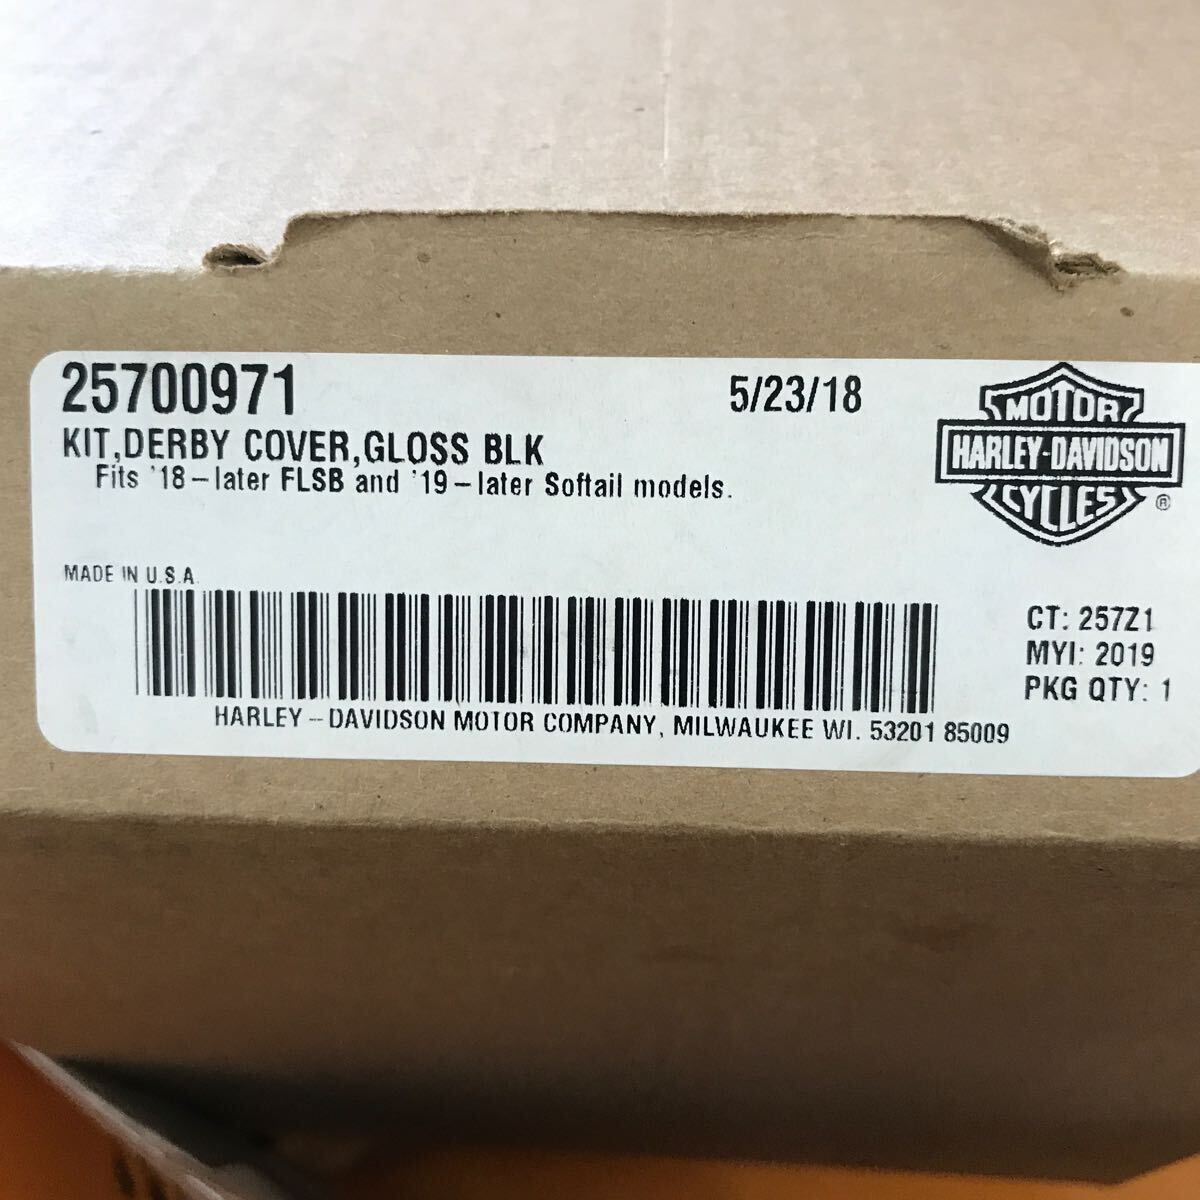 25700971 5/23/18
KIT,DERBY COVER,GLOSS BLK
Fits '18-later FLSB and '19-later Softail models.
MOTOR
HARLEY-DAVIDSON
CYCLES
®
MADE IN U.S.A.
CT: 257Z1
MYI: 2019
PKG QTY: 1
HARLEY-DAVIDSON MOTOR COMPANY, MILWAUKEE WI. 53201 85009